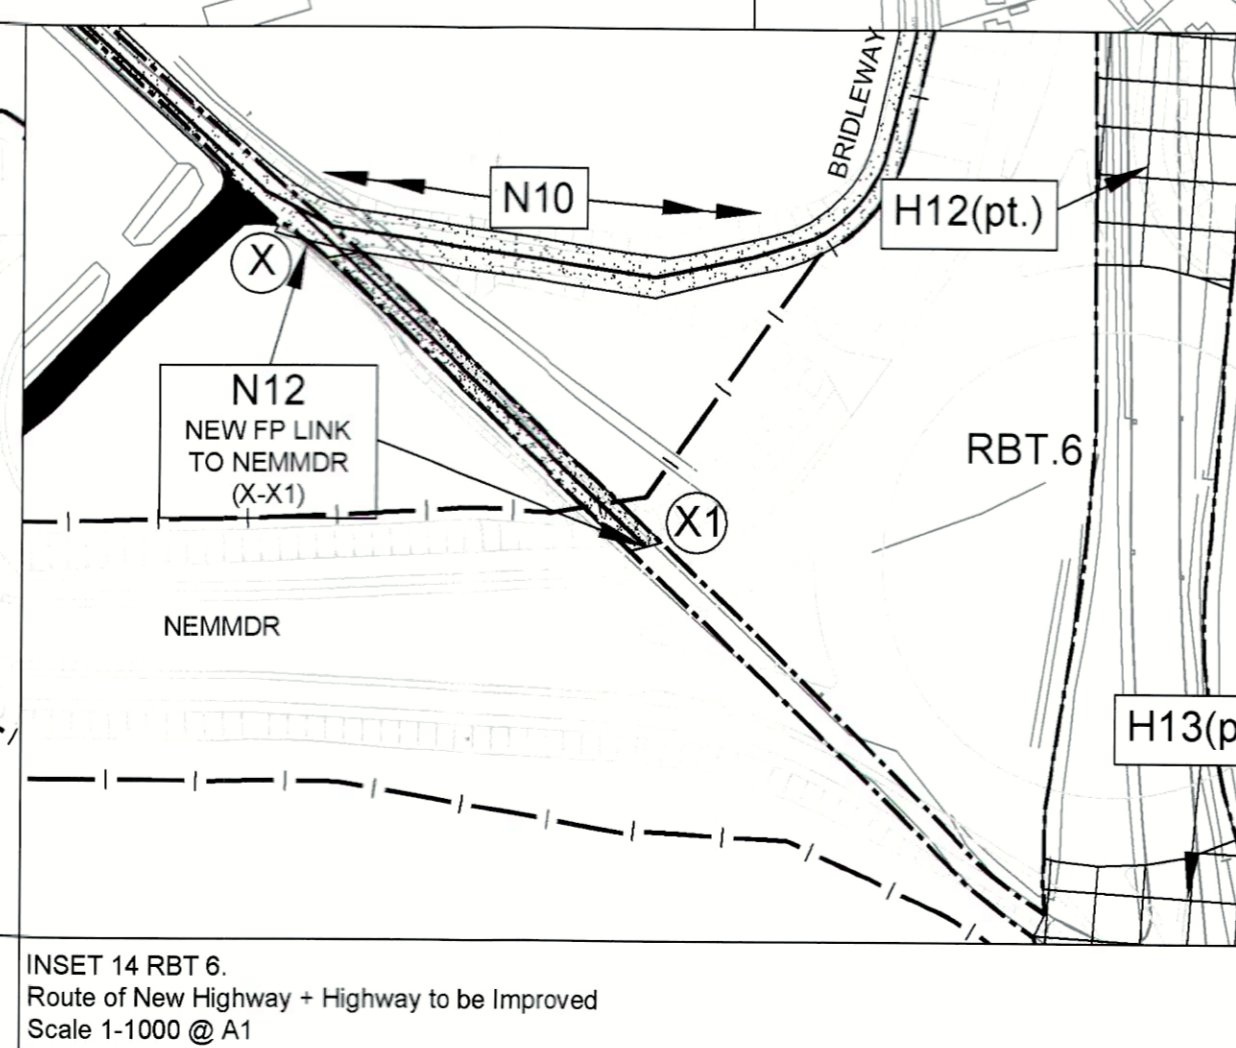 BRIDLEWAY
N10
H12(pt.)
X
N12
NEW FP LINK
TO NEMMDR
(X-X1)
RBT.6
X1
NEMMDR
H13(p
INSET 14 RBT 6.
Route of New Highway + Highway to be Improved
Scale 1-1000 @ A1